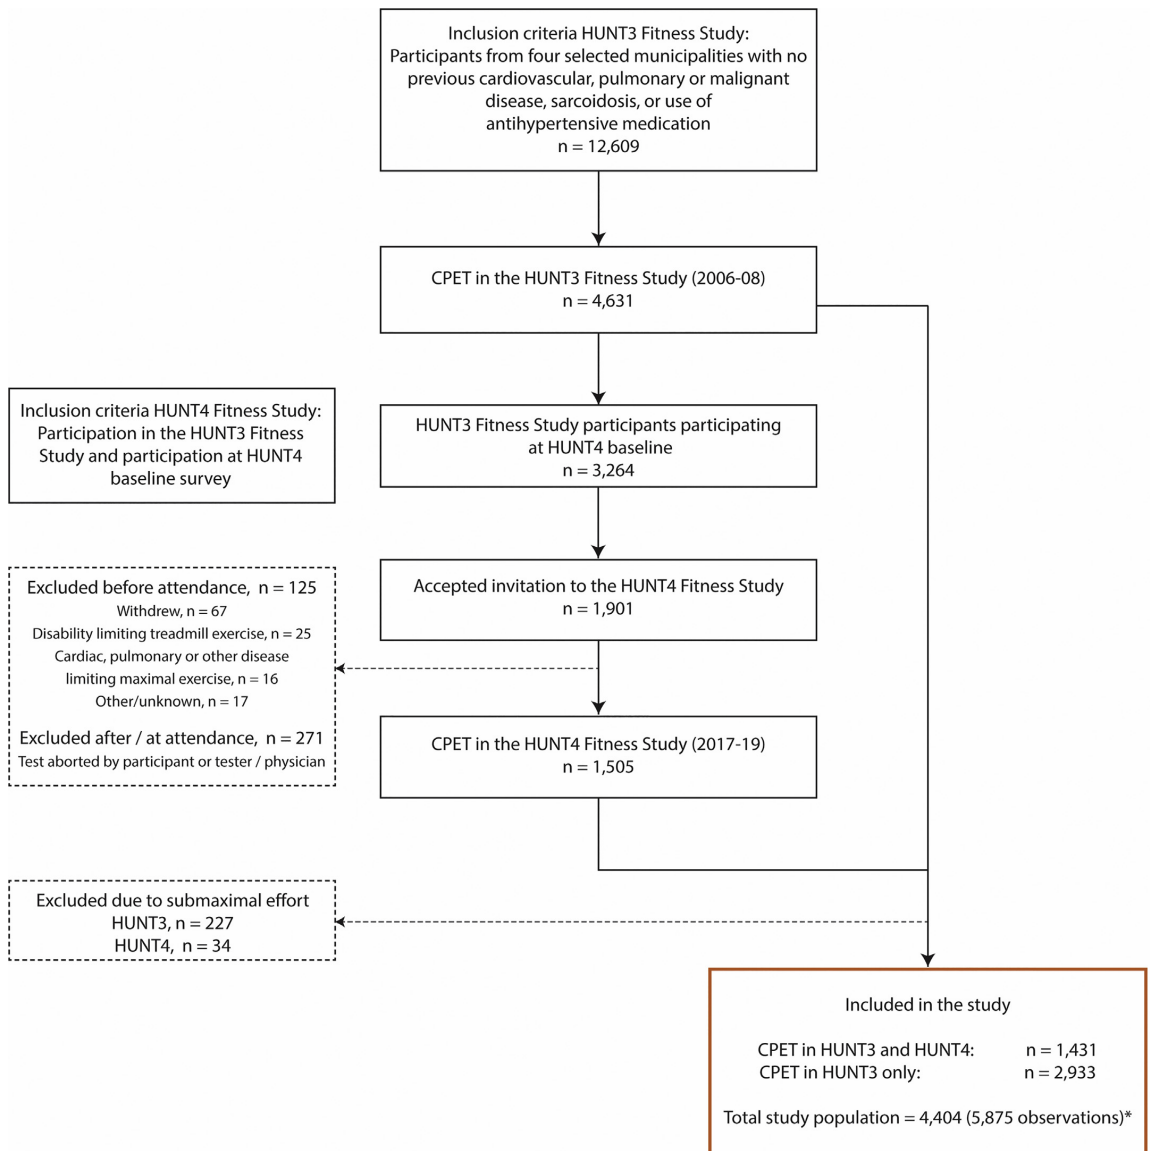 Inclusion criteria HUNT3 Fitness Study:
Participants from four selected municipalities with no
previous cardiovascular, pulmonary or malignant
disease, sarcoidosis, or use of
antihypertensive medication
n = 12,609
CPET in the HUNT3 Fitness Study (2006-08)
n = 4,631
Inclusion criteria HUNT4 Fitness Study:
Participation in the HUNT3 Fitness
Study and participation at HUNT4
baseline survey
HUNT3 Fitness Study participants participating
at HUNT4 baseline
n = 3,264
Accepted invitation to the HUNT4 Fitness Study
n = 1,901
Excluded before attendance, n = 125
Withdrew, n = 67
Disability limiting treadmill exercise, n = 25
Cardiac, pulmonary or other disease
limiting maximal exercise, n = 16
Other/unknown, n = 17
Excluded after / at attendance, n = 271
Test aborted by participant or tester / physician
CPET in the HUNT4 Fitness Study (2017-19)
n = 1,505
Excluded due to submaximal effort
HUNT3, n = 227
HUNT4, n = 34
Included in the study
CPET in HUNT3 and HUNT4: n = 1,431
CPET in HUNT3 only: n = 2,933
Total study population = 4,404 (5,875 observations)*